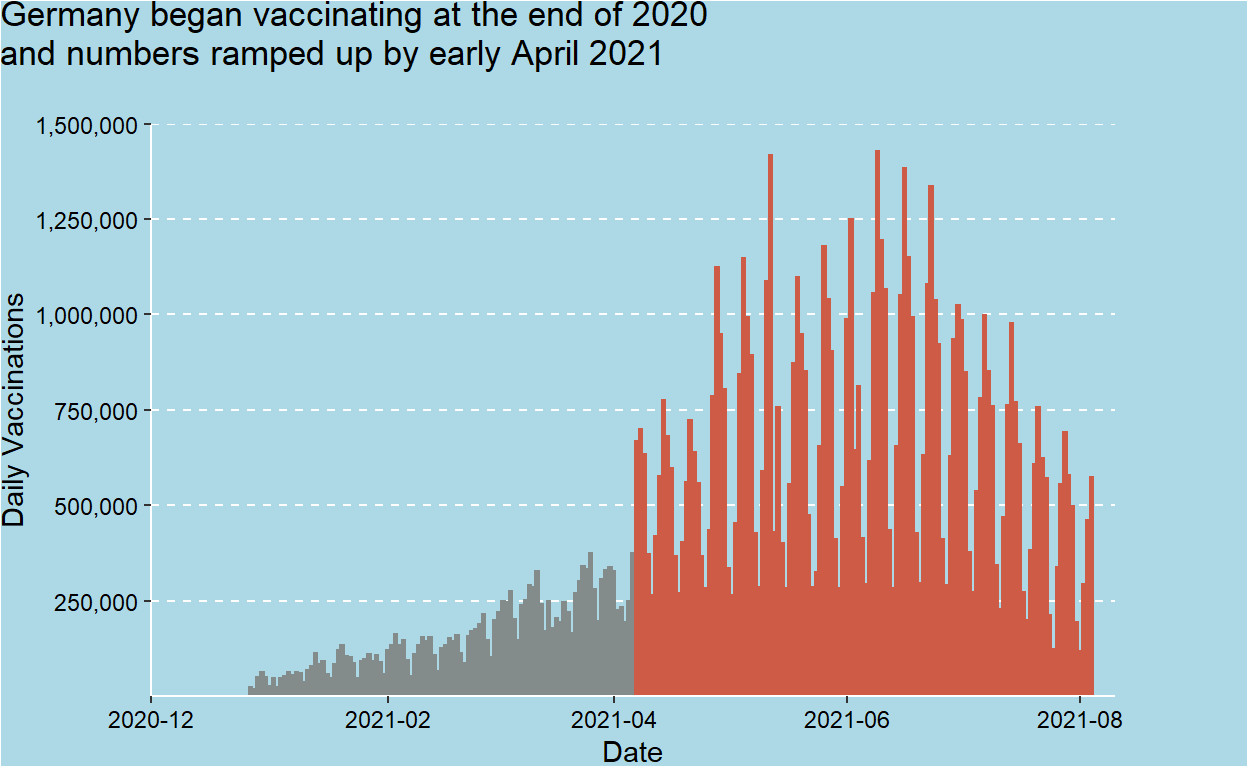 Germany began vaccinating at the end of 2020
and numbers ramped up by early April 2021
1,500,000
1,250,000
1,000,000
750,000
500,000
250,000
Daily Vaccinations
2020-12
2021-02
2021-04
2021-06
2021-08
Date